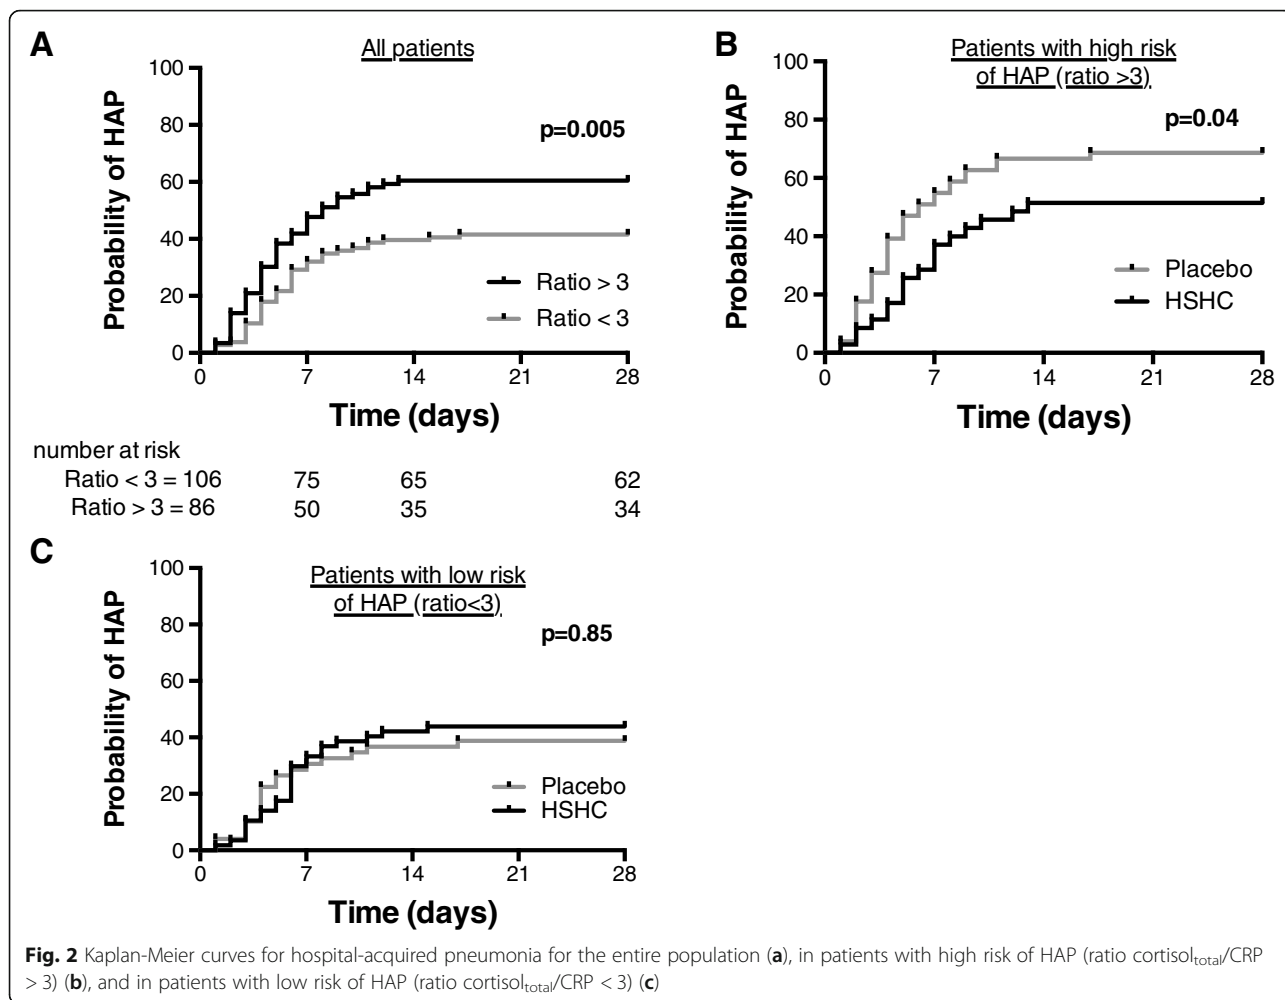 A
All patients
100
80
60
40
20
0
Probability of HAP
p=0.005
Ratio > 3
Ratio < 3
0 7 14 21 28
Time (days)
number at risk
Ratio < 3 = 106 75 65 62
Ratio > 3 = 86 50 35 34
B
Patients with high risk
of HAP (ratio >3)
100
80
60
40
20
0
Probability of HAP
p=0.04
Placebo
HSHC
0 7 14 21 28
Time (days)
C
Patients with low risk
of HAP (ratio<3)
100
80
60
40
20
0
Probability of HAP
p=0.85
Placebo
HSHC
0 7 14 21 28
Time (days)
Fig. 2 Kaplan-Meier curves for hospital-acquired pneumonia for the entire population (a), in patients with high risk of HAP (ratio cortisoltotal/CRP
> 3) (b), and in patients with low risk of HAP (ratio cortisoltotal/CRP < 3) (c)